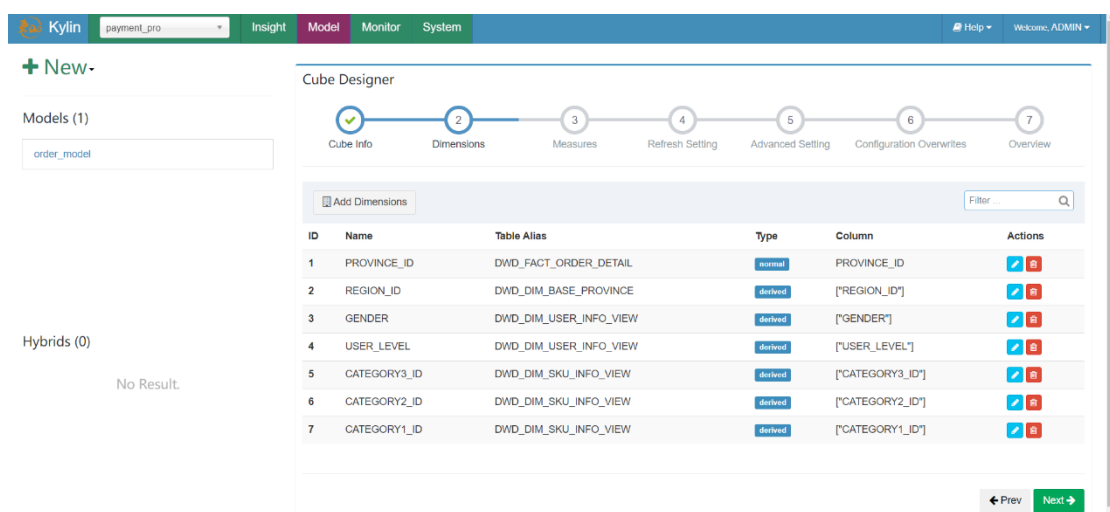 Kylin payment_pro Insight Model Monitor System Help Welcome, ADMIN
New
Models (1)
order_model
Hybrids (0)
No Result.
Cube Designer
2 3 4 5 6 7
Cube Info Dimensions Measures Refresh Setting Advanced Setting Configuration Overwrites Overview
Add Dimensions Filter ...
ID Name Table Alias Type Column Actions
1 PROVINCE_ID DWD_FACT_ORDER_DETAIL normal PROVINCE_ID
2 REGION_ID DWD_DIM_BASE_PROVINCE derived ["REGION_ID"]
3 GENDER DWD_DIM_USER_INFO_VIEW derived ["GENDER"]
4 USER_LEVEL DWD_DIM_USER_INFO_VIEW derived ["USER_LEVEL"]
5 CATEGORY3_ID DWD_DIM_SKU_INFO_VIEW derived ["CATEGORY3_ID"]
6 CATEGORY2_ID DWD_DIM_SKU_INFO_VIEW derived ["CATEGORY2_ID"]
7 CATEGORY1_ID DWD_DIM_SKU_INFO_VIEW derived ["CATEGORY1_ID"]
Prev Next